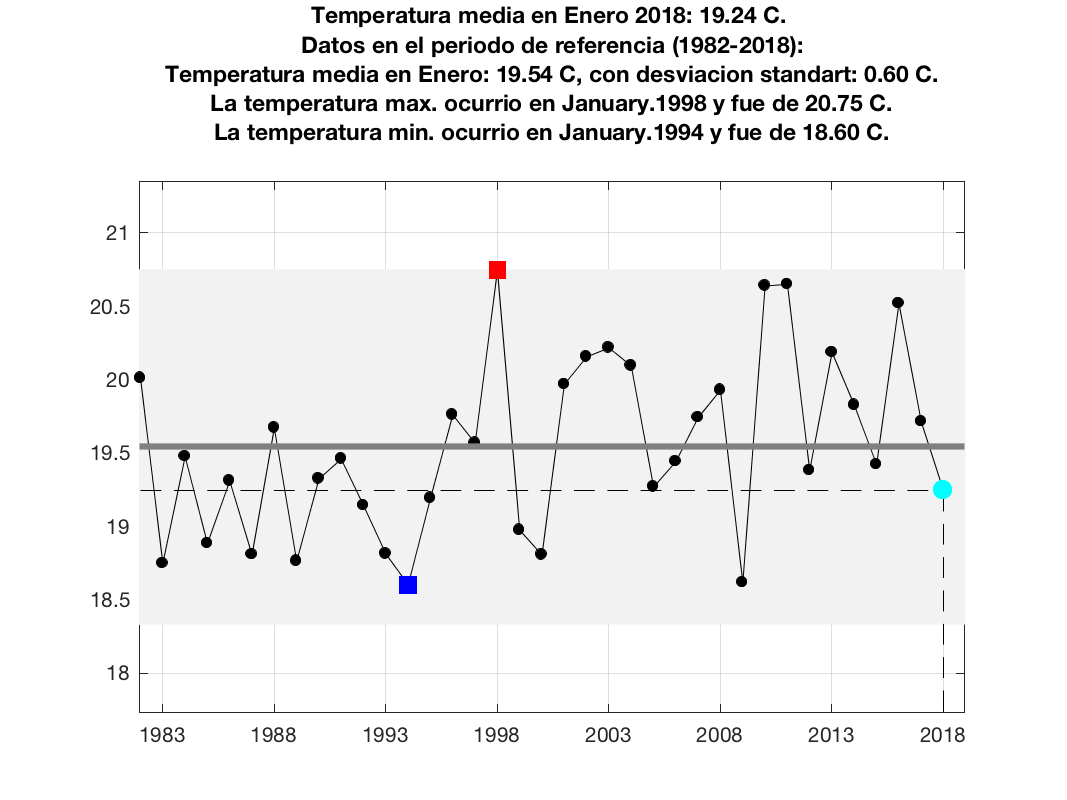 Temperatura media en Enero 2018: 19.24 C.
Datos en el periodo de referencia (1982-2018):
Temperatura media en Enero: 19.54 C, con desviacion standart: 0.60 C.
La temperatura max. ocurrio en January.1998 y fue de 20.75 C.
La temperatura min. ocurrio en January.1994 y fue de 18.60 C.
21
20.5
20
19.5
19
18.5
18
1983 1988 1993 1998 2003 2008 2013 2018